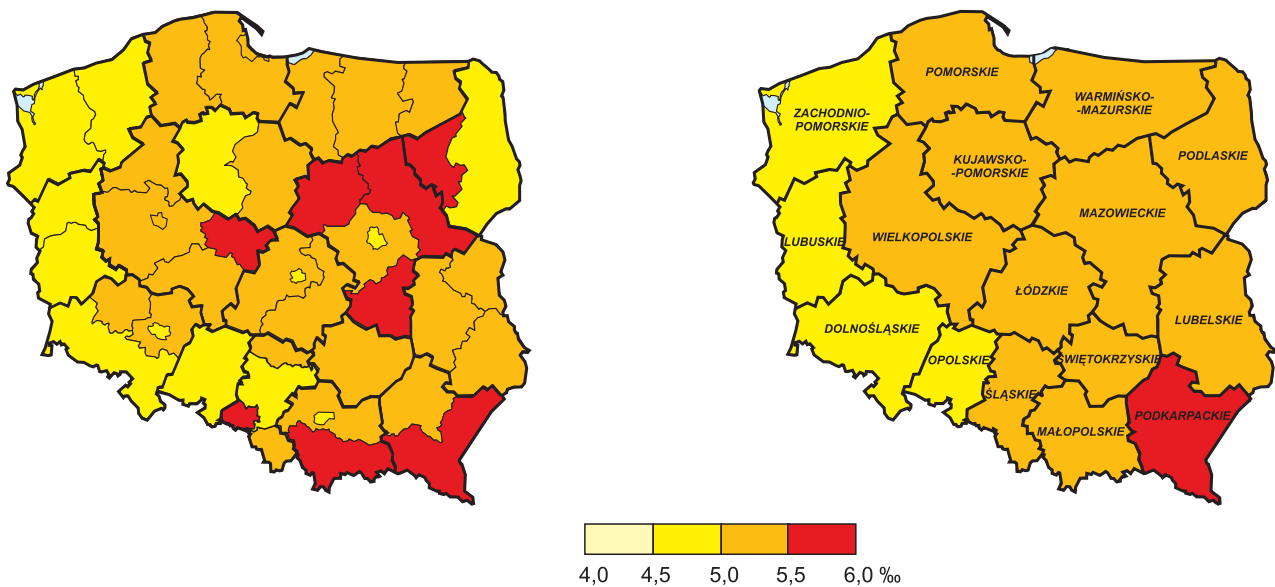 POMORSKIE
WARMIŃSKO-
-MAZURSKIE
ZACHODNIO-
POMORSKIE
PODLASKIE
KUJAWSKO-
-POMORSKIE
MAZOWIECKIE
LUBUSKIE
WIELKOPOLSKIE
ŁÓDZKIE
LUBELSKIE
DOLNOŚLĄSKIE
OPOLSKIE
ŚWIĘTOKRZYSKIE
ŚLĄSKIE
PODKARPACKIE
MAŁOPOLSKIE
4,0 4,5 5,0 5,5 6,0 ‰